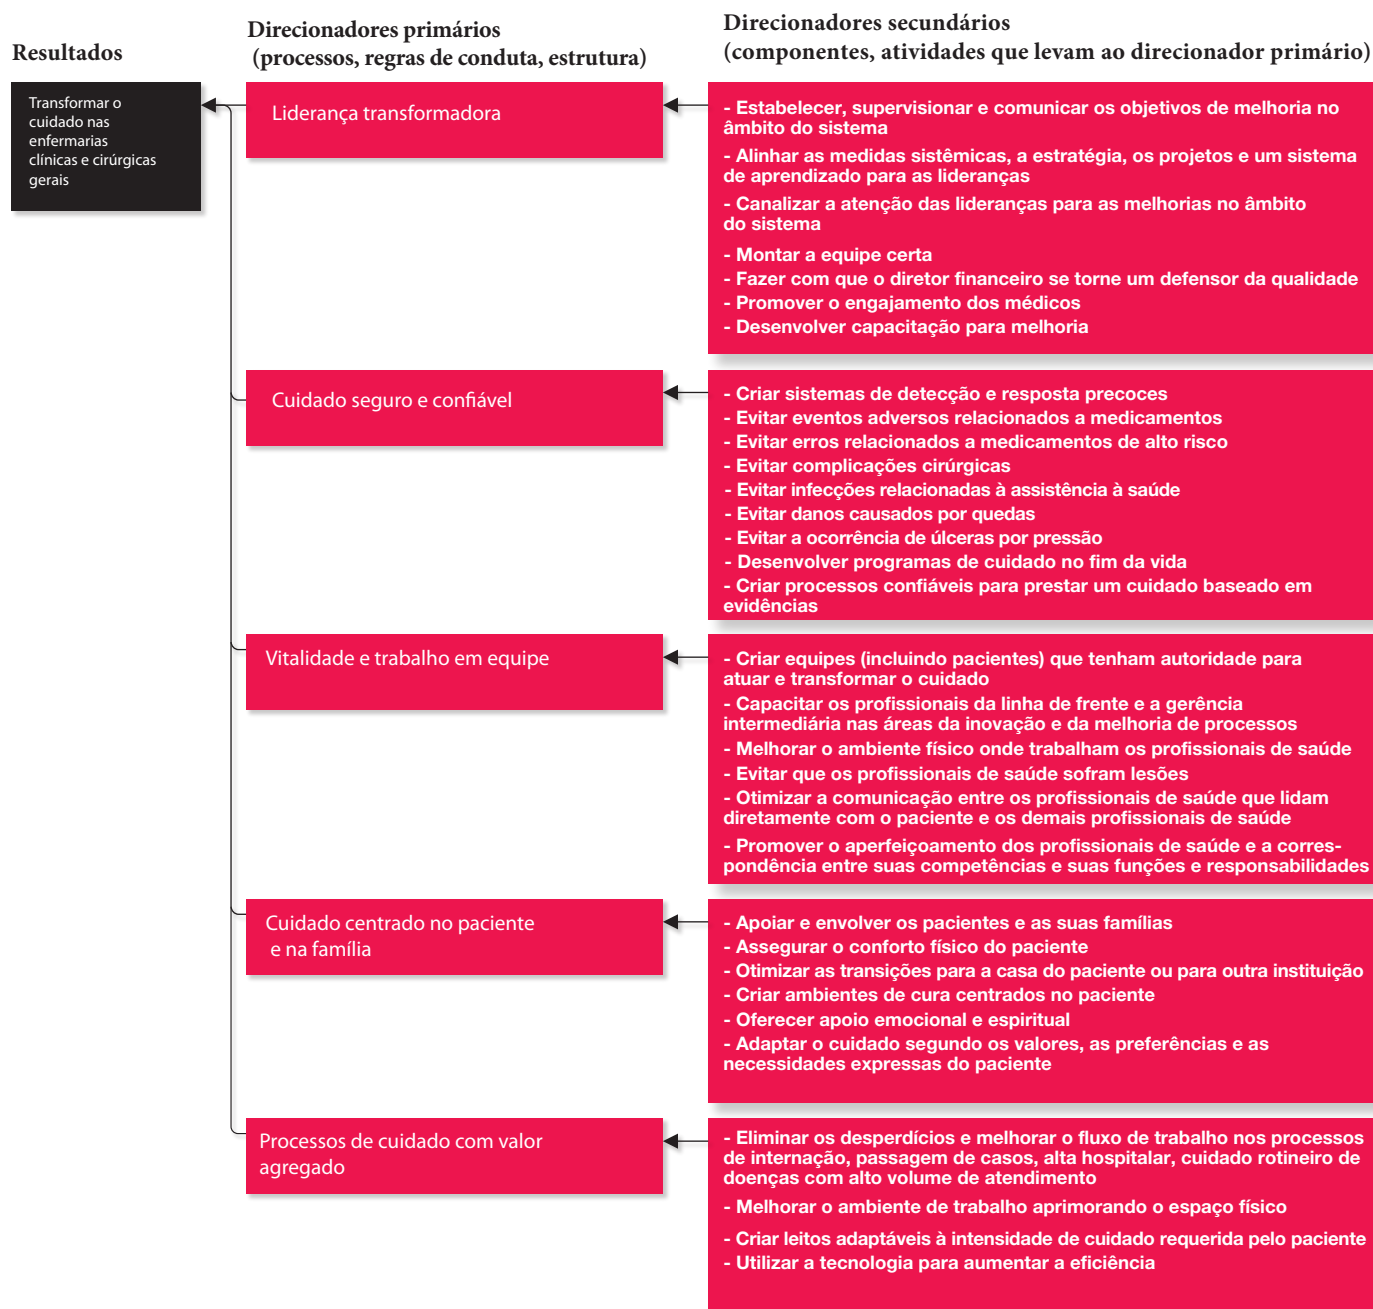 Resultados
Direcionadores primários
(processos, regras de conduta, estrutura)
Direcionadores secundários
(componentes, atividades que levam ao direcionador primário)
Transformar o
cuidado nas
enfermarias
clínicas e cirúrgicas
gerais
Liderança transformadora
- Estabelecer, supervisionar e comunicar os objetivos de melhoria no
âmbito do sistema
- Alinhar as medidas sistêmicas, a estratégia, os projetos e um sistema
de aprendizado para as lideranças
- Canalizar a atenção das lideranças para as melhorias no âmbito
do sistema
- Montar a equipe certa
- Fazer com que o diretor financeiro se torne um defensor da qualidade
- Promover o engajamento dos médicos
- Desenvolver capacitação para melhoria
Cuidado seguro e confiável
- Criar sistemas de detecção e resposta precoces
- Evitar eventos adversos relacionados a medicamentos
- Evitar erros relacionados a medicamentos de alto risco
- Evitar complicações cirúrgicas
- Evitar infecções relacionadas à assistência à saúde
- Evitar danos causados por quedas
- Evitar a ocorrência de úlceras por pressão
- Desenvolver programas de cuidado no fim da vida
- Criar processos confiáveis para prestar um cuidado baseado em
evidências
Vitalidade e trabalho em equipe
- Criar equipes (incluindo pacientes) que tenham autoridade para
atuar e transformar o cuidado
- Capacitar os profissionais da linha de frente e a gerência
intermediária nas áreas da inovação e da melhoria de processos
- Melhorar o ambiente físico onde trabalham os profissionais de saúde
- Evitar que os profissionais de saúde sofram lesões
- Otimizar a comunicação entre os profissionais de saúde que lidam
diretamente com o paciente e os demais profissionais de saúde
- Promover o aperfeiçoamento dos profissionais de saúde e a corres-
pondência entre suas competências e suas funções e responsabilidades
Cuidado centrado no paciente
e na família
- Apoiar e envolver os pacientes e as suas famílias
- Assegurar o conforto físico do paciente
- Otimizar as transições para a casa do paciente ou para outra instituição
- Criar ambientes de cura centrados no paciente
- Oferecer apoio emocional e espiritual
- Adaptar o cuidado segundo os valores, as preferências e as
necessidades expressas do paciente
Processos de cuidado com valor
agregado
- Eliminar os desperdícios e melhorar o fluxo de trabalho nos processos
de internação, passagem de casos, alta hospitalar, cuidado rotineiro de
doenças com alto volume de atendimento
- Melhorar o ambiente de trabalho aprimorando o espaço físico
- Criar leitos adaptáveis à intensidade de cuidado requerida pelo paciente
- Utilizar a tecnologia para aumentar a eficiência